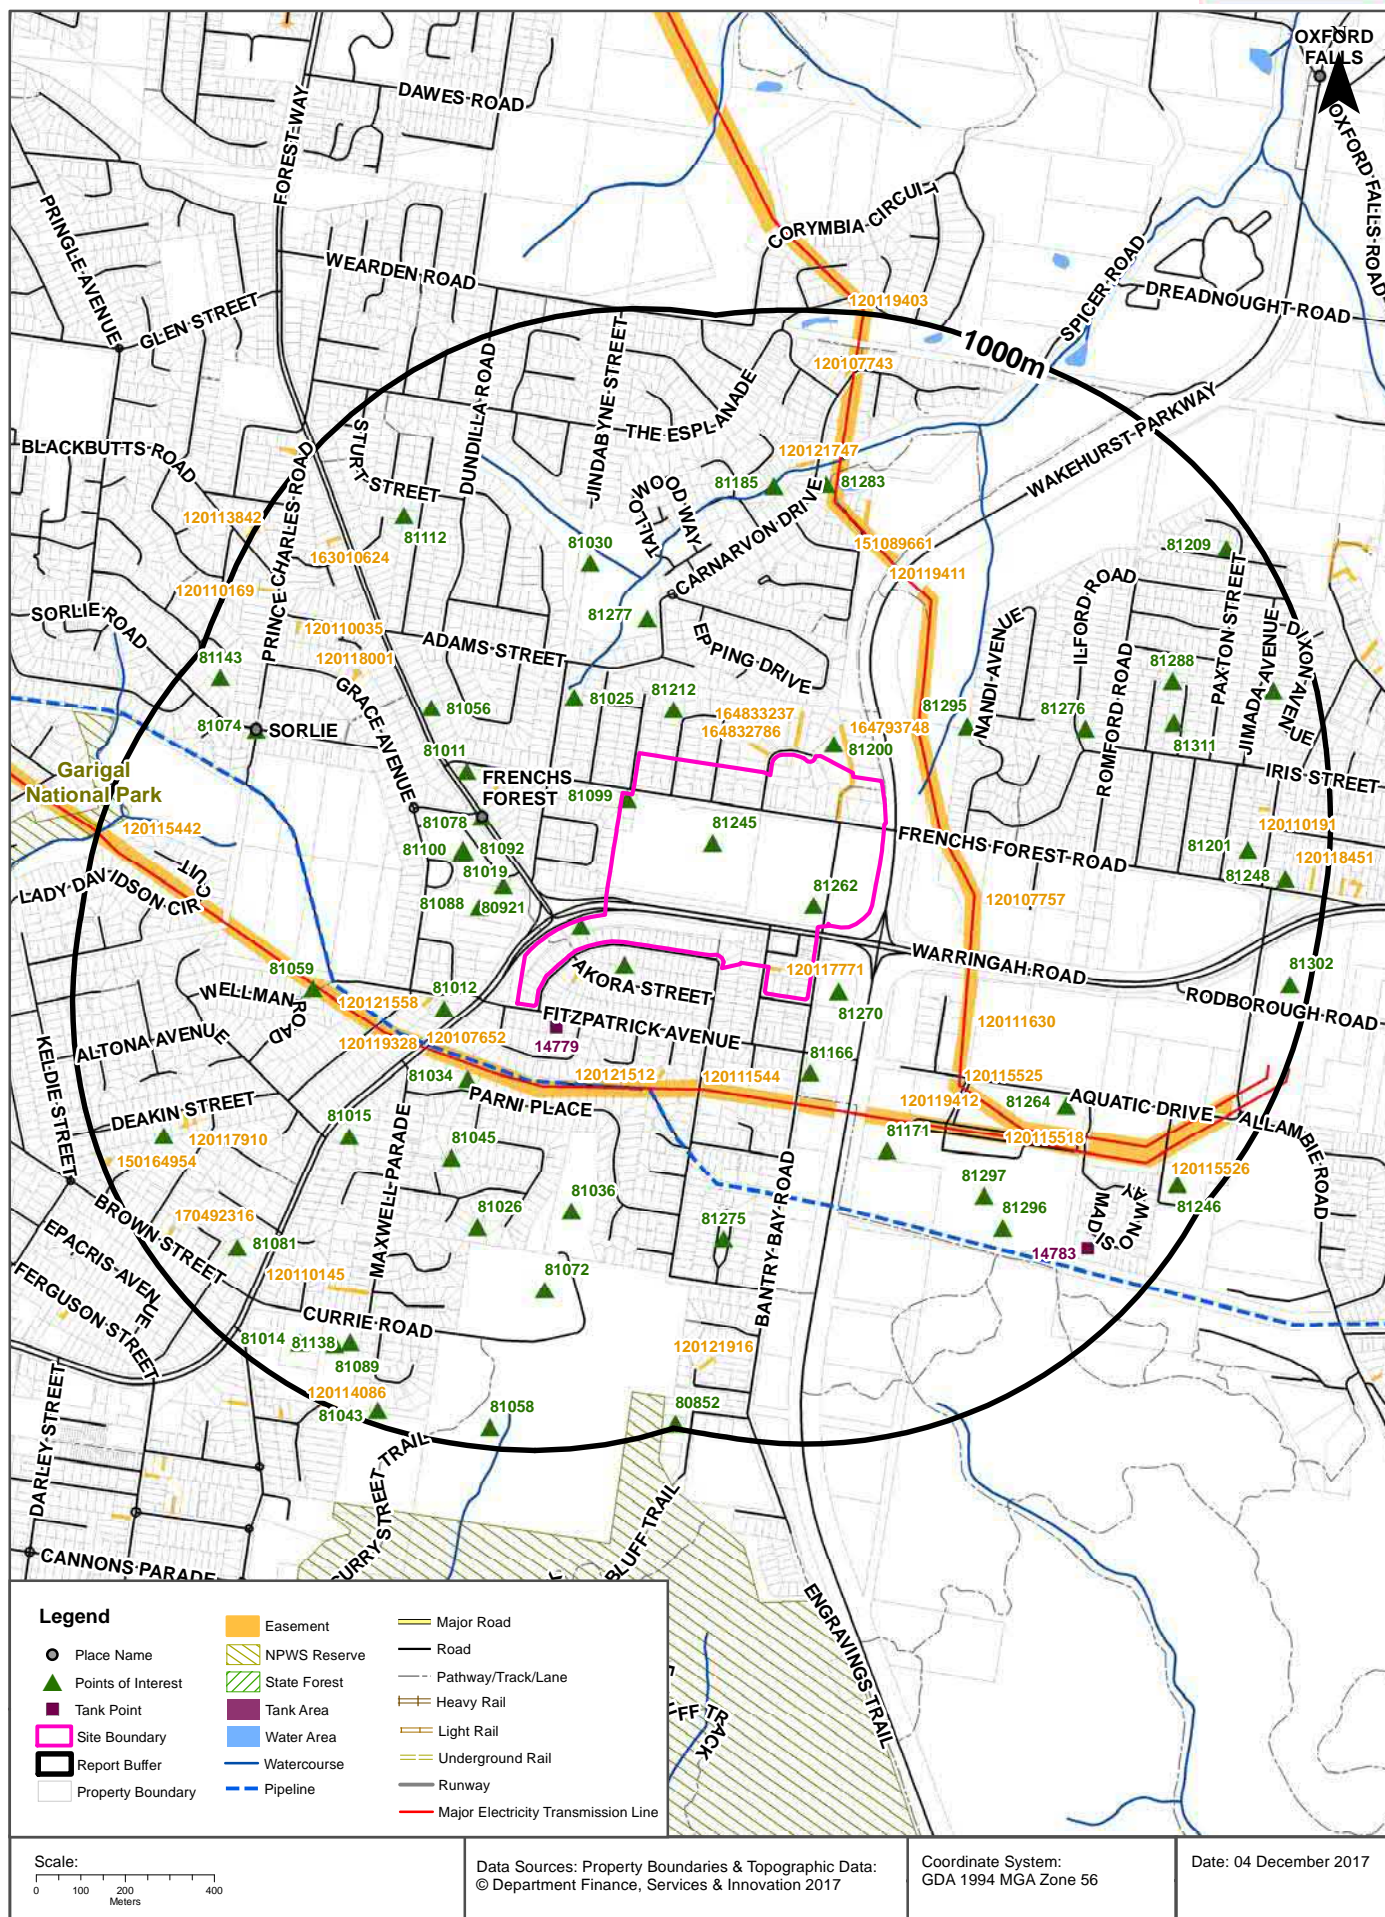 OXFORD
FALLS
DAWES ROAD
FOREST WAY
OXFORD FALLS ROAD
PRINGLE AVENUE
CORYMBIA CIRCUIT
WEARDEN ROAD
SPICER ROAD
GLEN STREET
120119403
DREADNOUGHT ROAD
1000m
JINDABYNE STREET
120107743
DUNDILLA ROAD
THE ESPLANADE
WAKEHURST PARKWAY
BLACKBUTTS ROAD
STURT STREET
PRINCE CHARLES ROAD
120121747
81185
81283
WOOD WAY
TALLO
CARNARVON DRIVE
120113842
81112
163010624
81030
151089661
81209
120119411
120110169
ILFORD ROAD
PAXTON STREET
SORLIE ROAD
81277
120110035
ADAMS STREET
EPPING DRIVE
NANDI AVENUE
JIMADA AVENUE
DIXON AVENUE
81143
120118001
GRACE AVENUE
ROMFORD ROAD
81288
81025
81212
164833237
164832786
164793748
81295
81276
81056
81074
SORLIE
81011
81200
81311
IRIS STREET
Garigal
National Park
FRENCHS
FOREST
81099
120115442
81078
81245
FRENCHS FOREST ROAD
120110191
81100
81092
81201
120118451
81019
81248
LADY DAVIDSON CIRCUIT
81088
80921
81262
120107757
WARRINGAH ROAD
81059
AKORA STREET
120117771
81302
WELLMAN ROAD
120121558
81012
81270
RODBOROUGH ROAD
FITZPATRICK AVENUE
120111630
ALTONA AVENUE
120119328
120107652
14779
KELDIE STREET
81034
120121512
120111544
81166
120115525
120119412
81264
AQUATIC DRIVE
DEAKIN STREET
PARNI PLACE
81015
120117910
81045
81171
120115518
ALLAMBIE ROAD
150164954
MAXWELL PARADE
120115526
81297
170492316
BROWN STREET
81026
81036
BANTRY BAY ROAD
81296
MADISON WAY
81246
EPACRIS AVENUE
81081
81275
14783
FERGUSON STREET
120110145
81072
CURRIE ROAD
81014
81138
81089
120121916
DARLEY STREET
120114086
81043
81058
80852
CURRY STREET TRAIL
BLUFF TRAIL
CANNONS PARADE
ENGRAVINGS TRAIL
FF TR
ACK
Legend
Place Name
Points of Interest
Tank Point
Site Boundary
Report Buffer
Property Boundary
Easement
NPWS Reserve
State Forest
Tank Area
Water Area
Watercourse
Pipeline
Major Road
Road
Pathway/Track/Lane
Heavy Rail
Light Rail
Underground Rail
Runway
Major Electricity Transmission Line
Scale:
0 100 200 400
Meters
Data Sources: Property Boundaries & Topographic Data:
© Department Finance, Services & Innovation 2017
Coordinate System:
GDA 1994 MGA Zone 56
Date: 04 December 2017